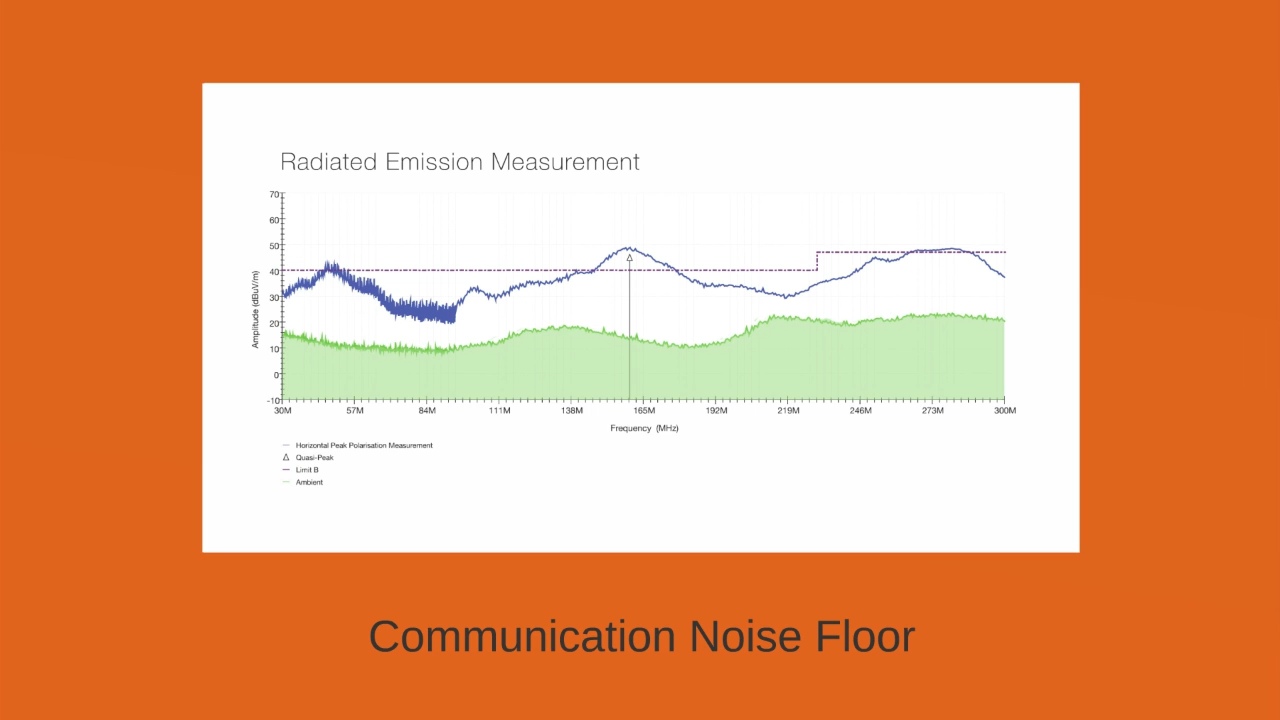 Radiated Emission Measurement
70
60
50
40
30
20
10
0
-10
Amplitude (dBuV/m)
30M 57M 84M 111M 138M 165M 192M 219M 246M 273M 300M
Frequency (MHz)
Horizontal Peak Polarisation Measurement
Quasi-Peak
Limit B
Ambient
Communication Noise Floor